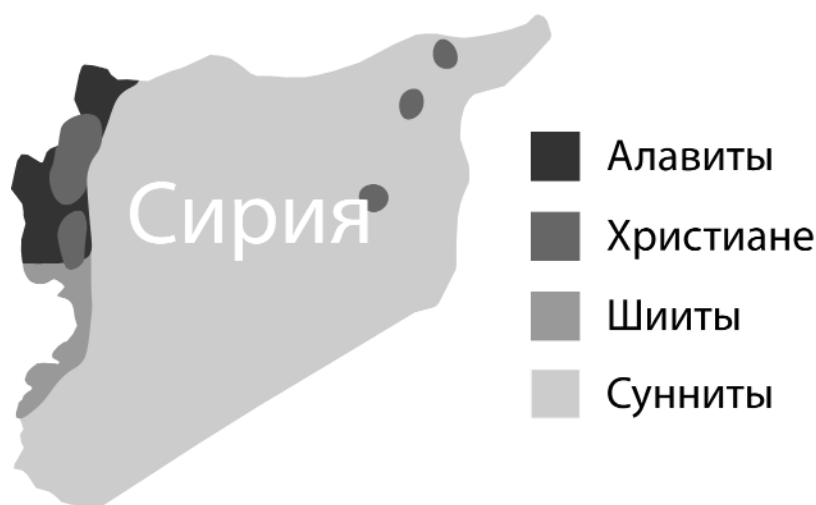 Сирия
Алавиты
Христиане
Шииты
Сунниты